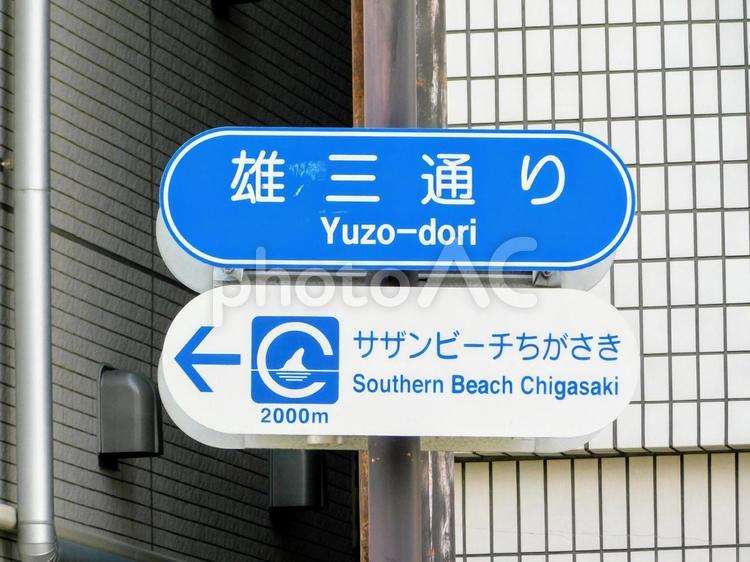 雄三通り
Yuzo-dori
サザンビーチちがさき
Southern Beach Chigasaki
2000m
photoAC